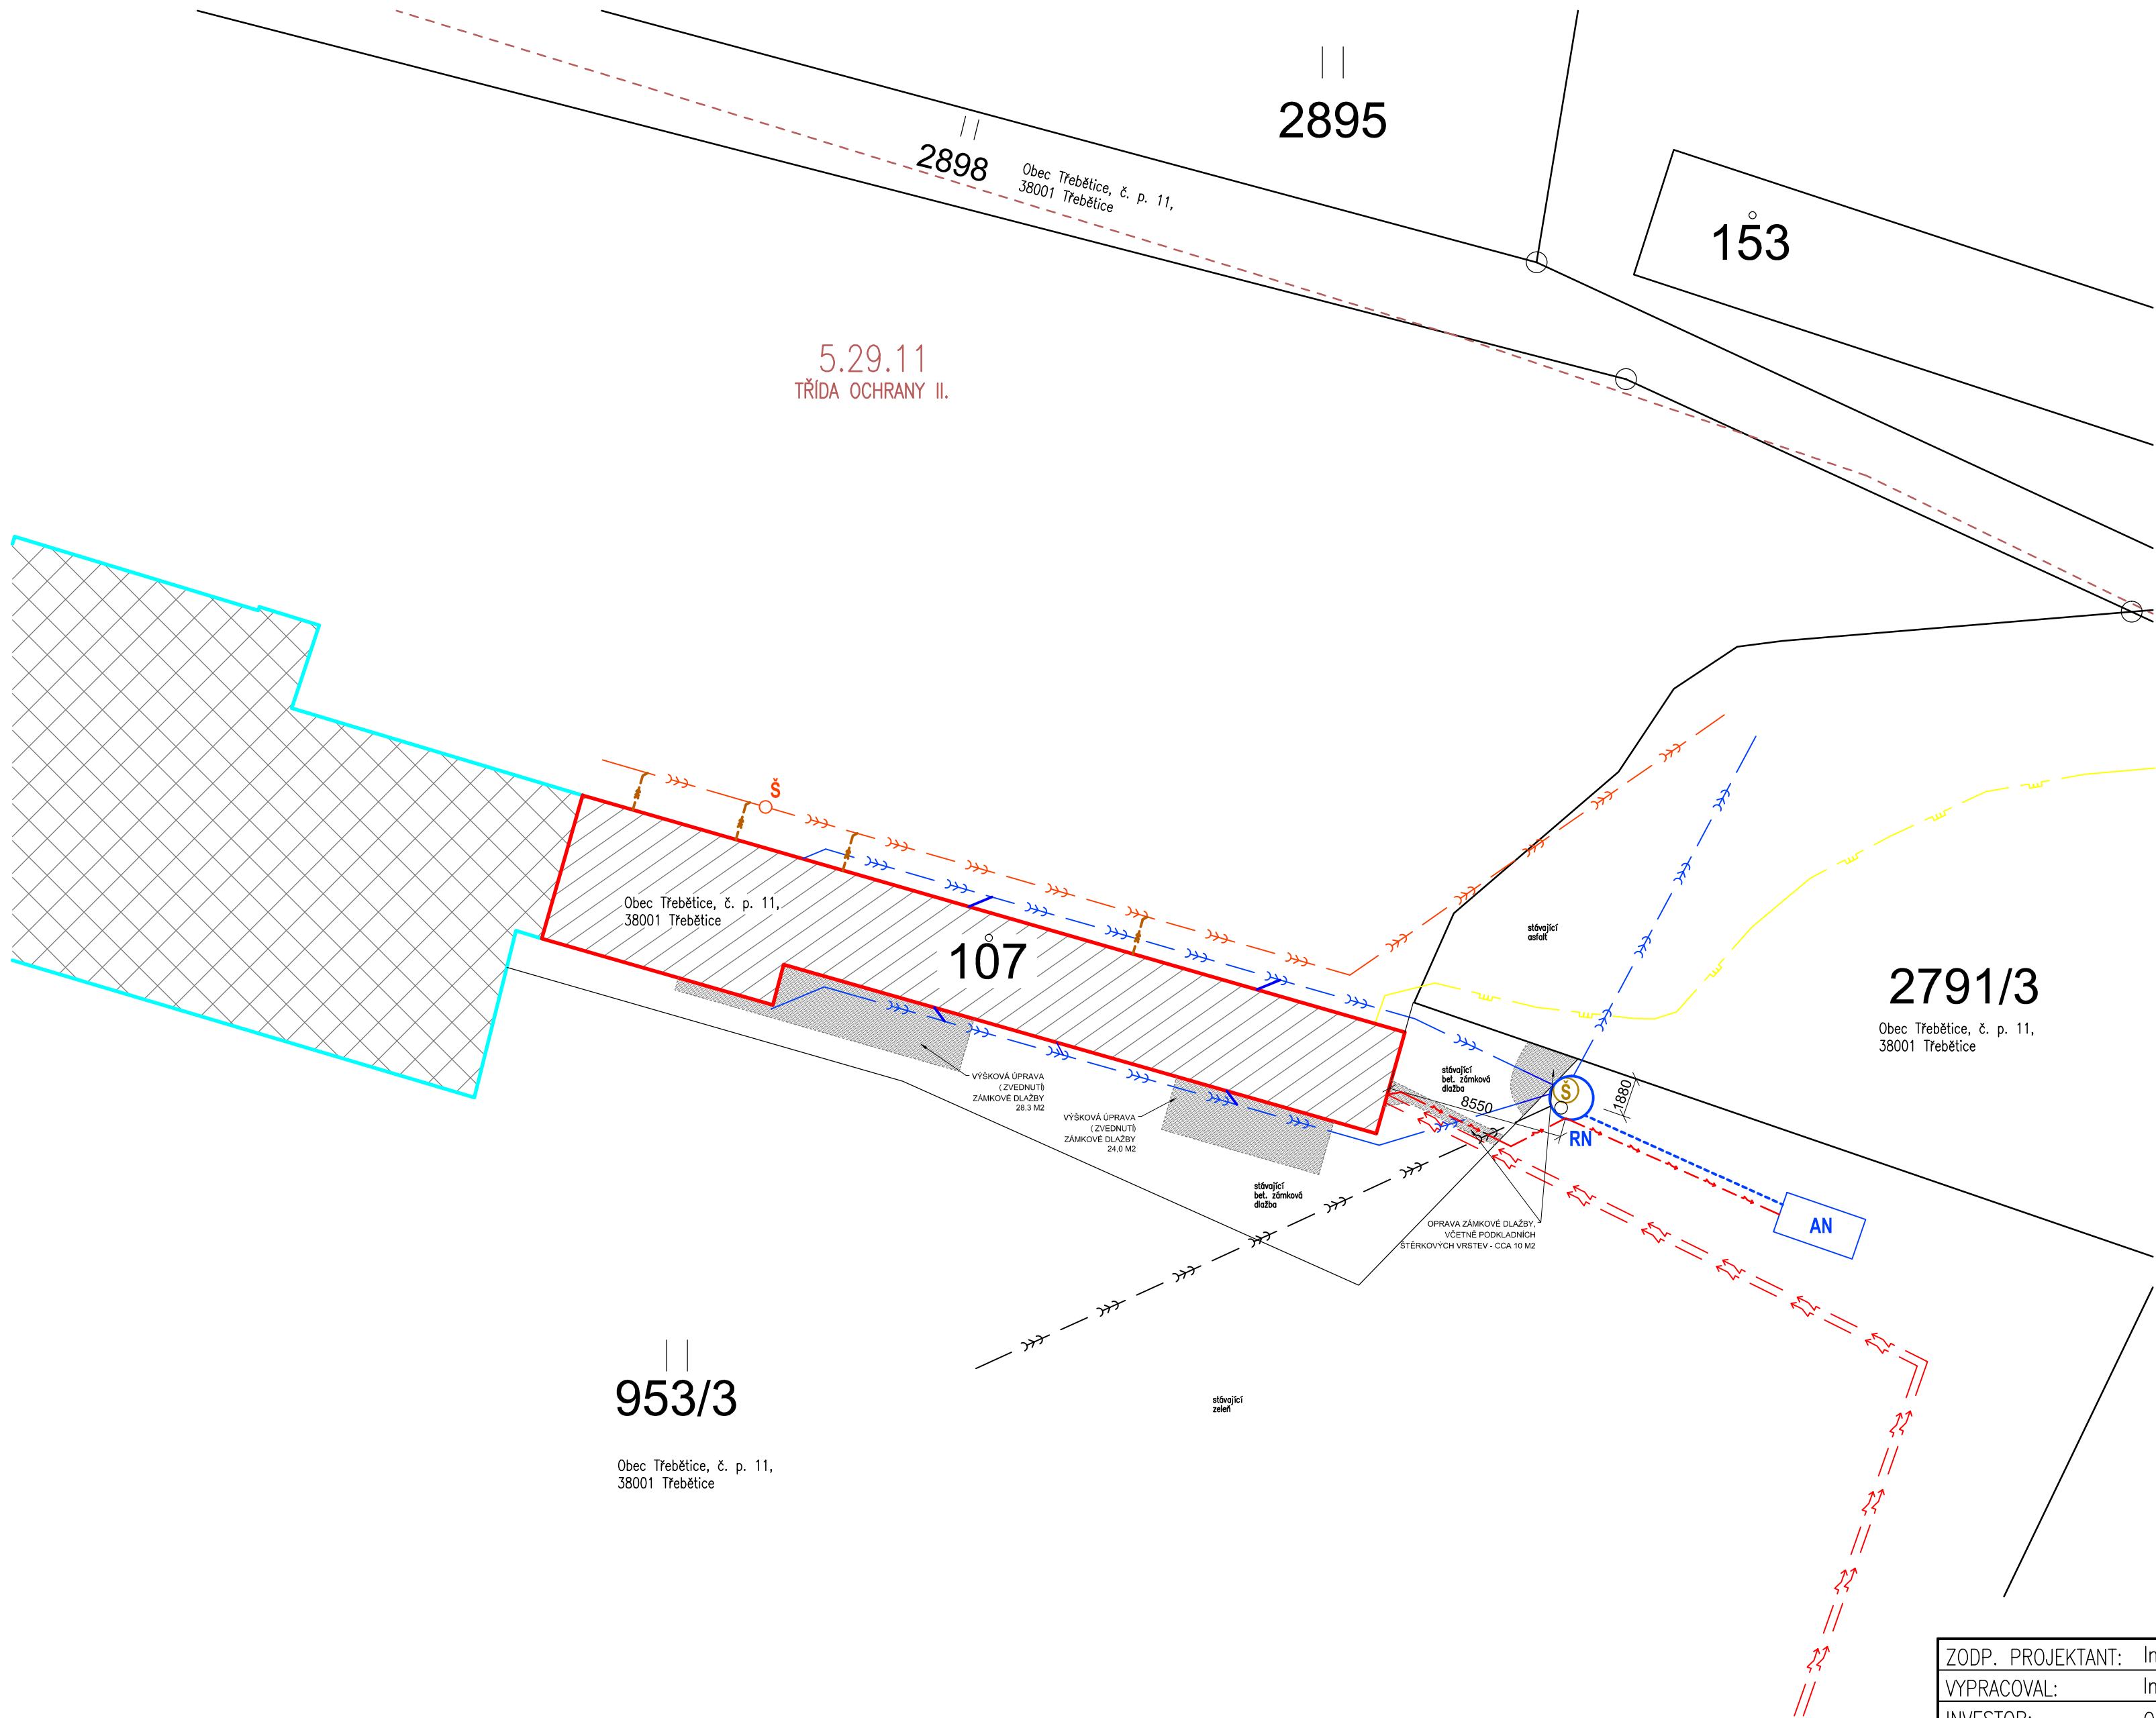 2895
2898
Obec Třebětice, č. p. 11,
38001 Třebětice
153
5.29.11
TŘÍDA OCHRANY II.
Š
Obec Třebětice, č. p. 11,
38001 Třebětice
107
stávající
asfalt
2791/3
Obec Třebětice, č. p. 11,
38001 Třebětice
VÝŠKOVÁ ÚPRAVA
( ZVEDNUTÍ)
ZÁMKOVÉ DLAŽBY
28,3 M2
VÝŠKOVÁ ÚPRAVA
( ZVEDNUTÍ)
ZÁMKOVÉ DLAŽBY
24,0 M2
stávající
bet. zámková
dlažba
8550
Š
1880
RN
stávající
bet. zámková
dlažba
OPRAVA ZÁMKOVÉ DLAŽBY,
VČETNĚ PODKLADNÍCH
ŠTĚRKOVÝCH VRSTEV - CCA 10 M2
AN
953/3
Obec Třebětice, č. p. 11,
38001 Třebětice
stávající
zeleň
ZODP. PROJEKTANT: In
VYPRACOVAL: In
INVESTOR: